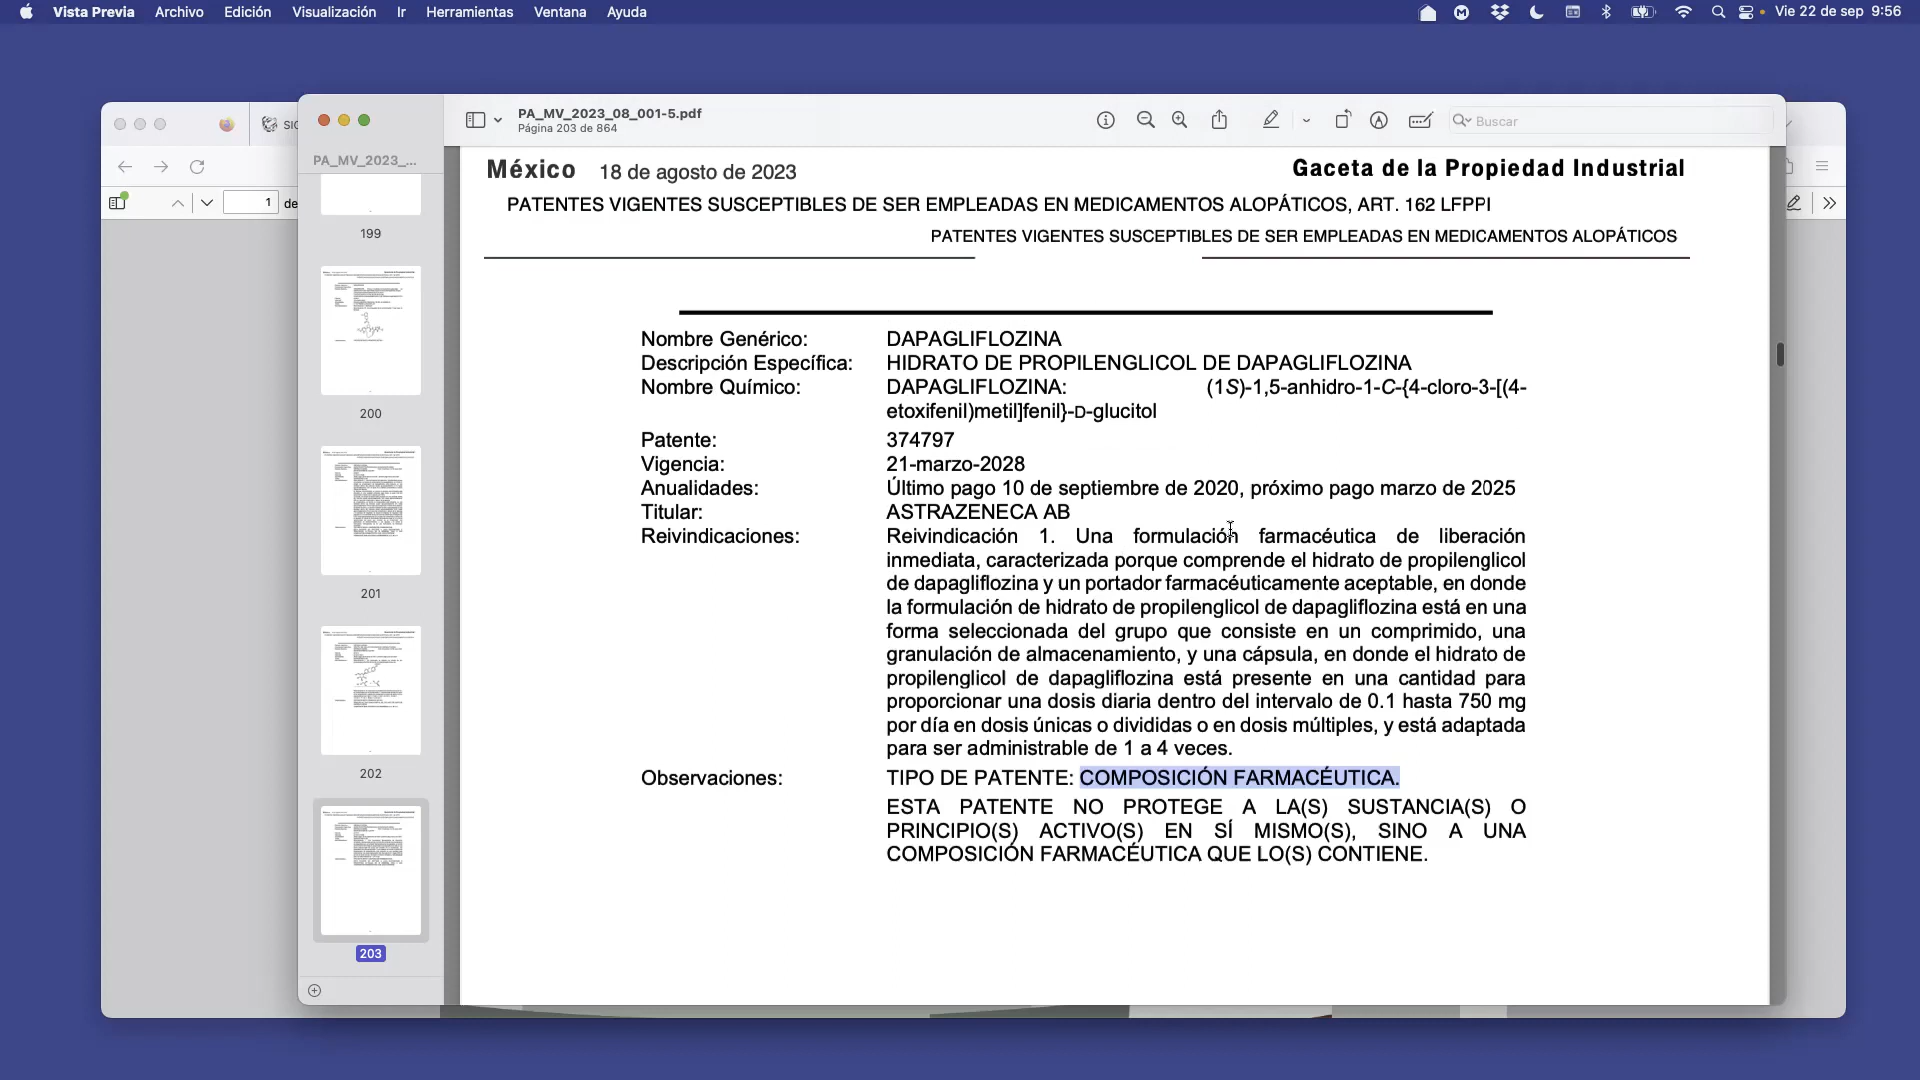 Vista Previa Archivo Edición Visualización Ir Herramientas Ventana Ayuda Vie 22 de sep 9:56
PA_MV_2023_08_001-5.pdf
Página 203 de 864
Buscar
PA_MV_2023_...
1 de
199
200
201
202
203
México 18 de agosto de 2023 Gaceta de la Propiedad Industrial
PATENTES VIGENTES SUSCEPTIBLES DE SER EMPLEADAS EN MEDICAMENTOS ALOPÁTICOS, ART. 162 LFPPI
PATENTES VIGENTES SUSCEPTIBLES DE SER EMPLEADAS EN MEDICAMENTOS ALOPÁTICOS
Nombre Genérico: DAPAGLIFLOZINA
Descripción Específica: HIDRATO DE PROPILENGLICOL DE DAPAGLIFLOZINA
Nombre Químico: DAPAGLIFLOZINA: (1S)-1,5-anhidro-1-C-{4-cloro-3-[(4-
etoxifenil)metil]fenil}-D-glucitol
Patente: 374797
Vigencia: 21-marzo-2028
Anualidades: Último pago 10 de septiembre de 2020, próximo pago marzo de 2025
Titular: ASTRAZENECA AB
Reivindicaciones: Reivindicación 1. Una formulación farmacéutica de liberación
inmediata, caracterizada porque comprende el hidrato de propilenglicol
de dapagliflozina y un portador farmacéuticamente aceptable, en donde
la formulación de hidrato de propilenglicol de dapagliflozina está en una
forma seleccionada del grupo que consiste en un comprimido, una
granulación de almacenamiento, y una cápsula, en donde el hidrato de
propilenglicol de dapagliflozina está presente en una cantidad para
proporcionar una dosis diaria dentro del intervalo de 0.1 hasta 750 mg
por día en dosis únicas o divididas o en dosis múltiples, y está adaptada
para ser administrable de 1 a 4 veces.
Observaciones: TIPO DE PATENTE: COMPOSICIÓN FARMACÉUTICA.
ESTA PATENTE NO PROTEGE A LA(S) SUSTANCIA(S) O
PRINCIPIO(S) ACTIVO(S) EN SÍ MISMO(S), SINO A UNA
COMPOSICIÓN FARMACÉUTICA QUE LO(S) CONTIENE.